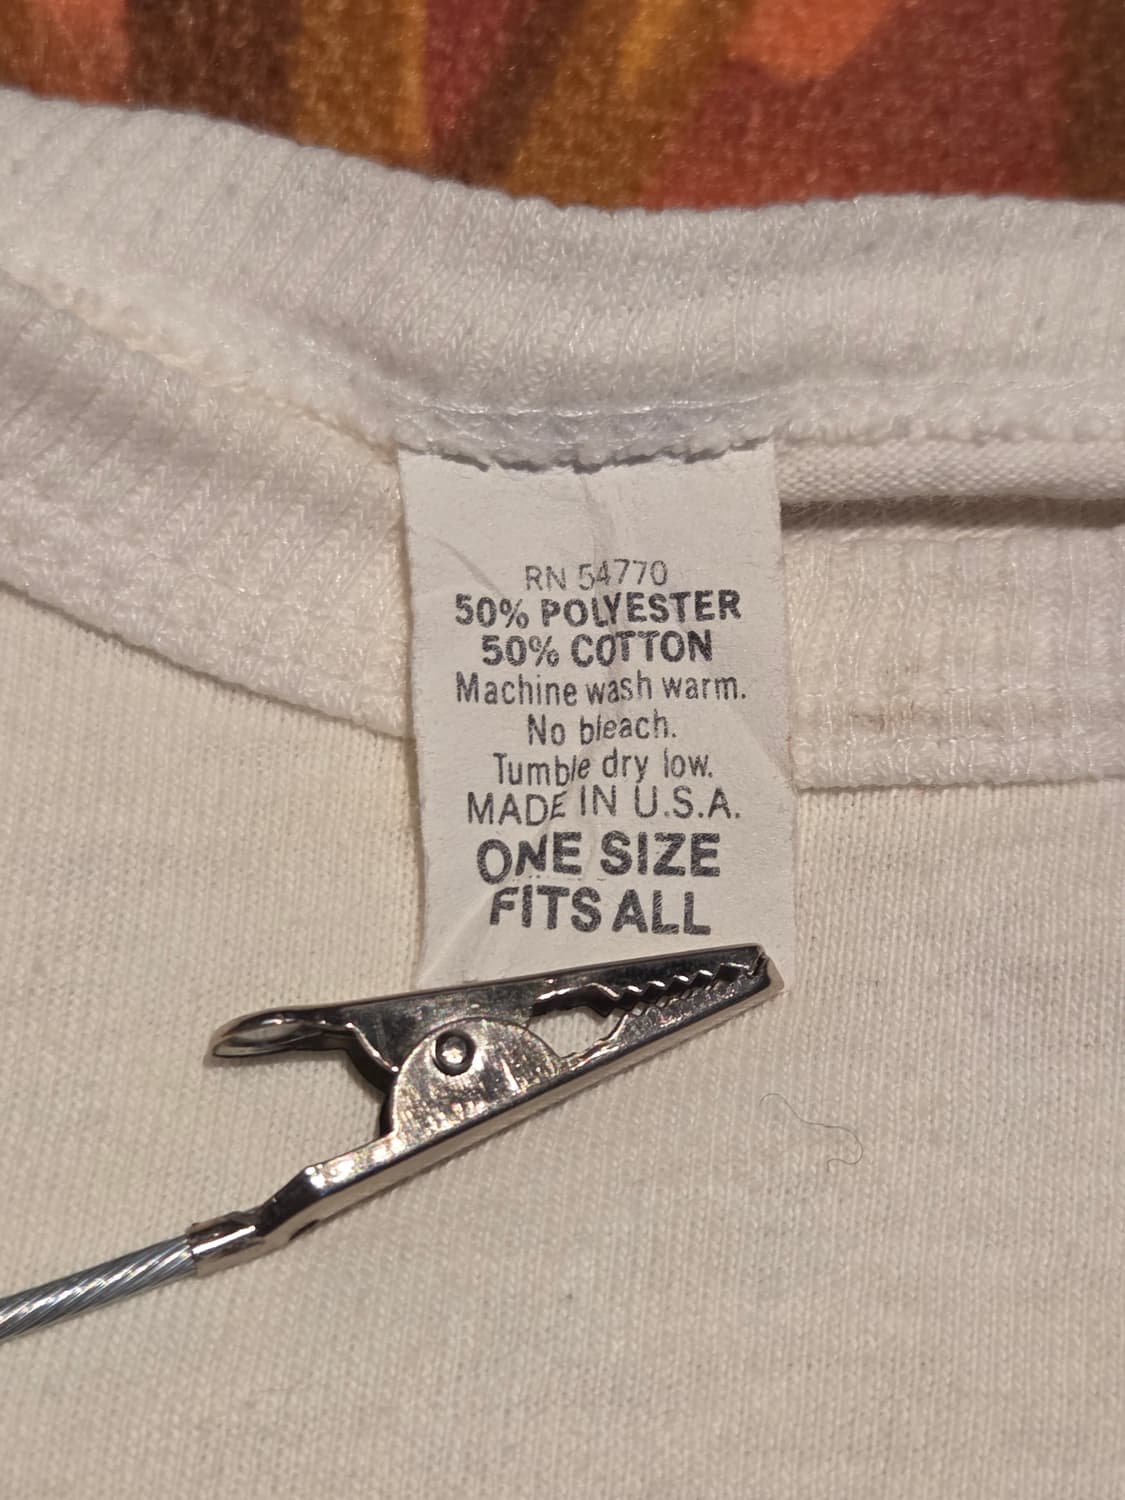 RN 54770
50% POLYESTER
50% COTTON
Machine wash warm.
No bleach.
Tumble dry low.
MADE IN U.S.A.
ONE SIZE
FITS ALL